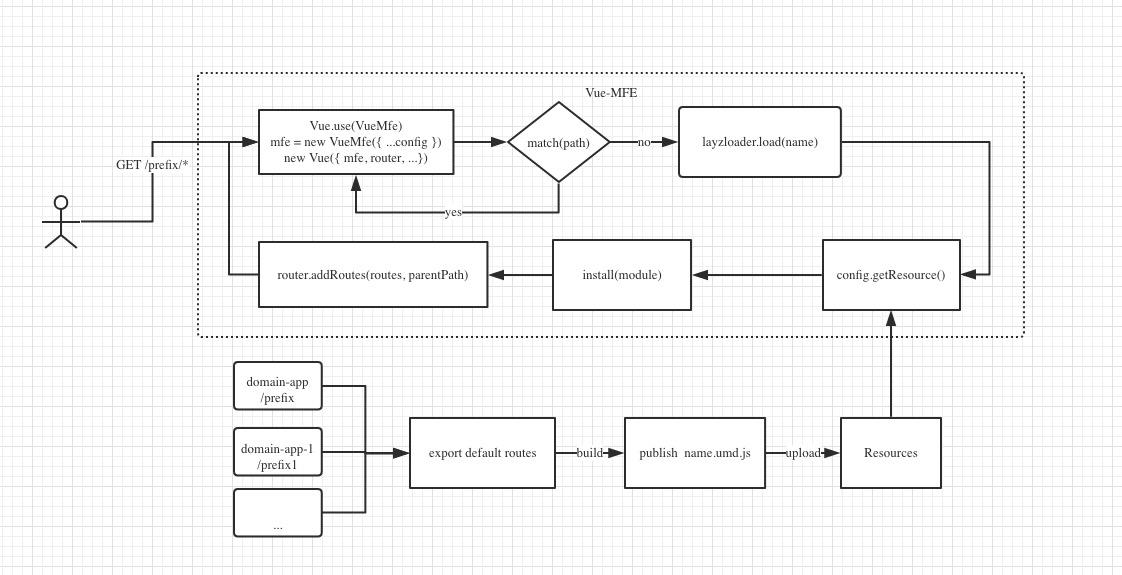 Vue-MFE
Vue.use(VueMfe)
mfe = new VueMfe({ ...config })
new Vue({ mfe, router, ...})
match(path)
no
layzloader.load(name)
GET /prefix/*
yes
router.addRoutes(routes, parentPath)
install(module)
config.getResource()
domain-app
/prefix
domain-app-1
/prefix1
...
export default routes
build
publish  name.umd.js
upload
Resources